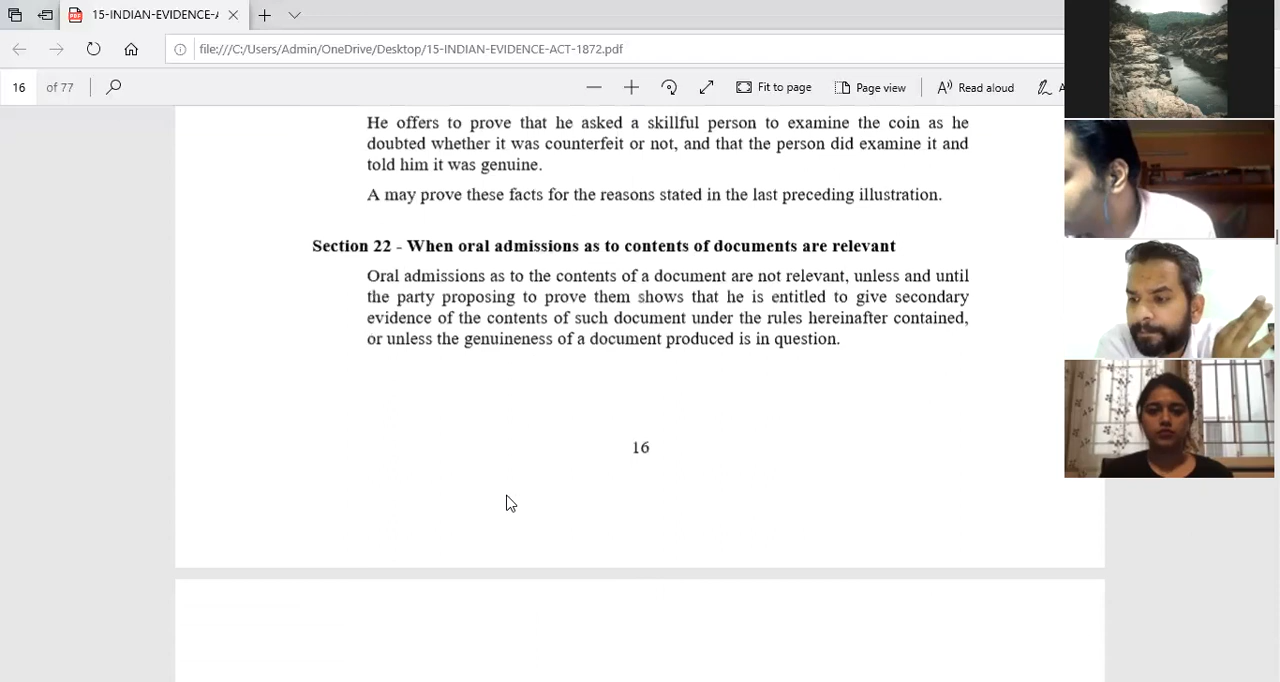 15-INDIAN-EVIDENCE-A
file:///C:/Users/Admin/OneDrive/Desktop/15-INDIAN-EVIDENCE-ACT-1872.pdf
16 of 77 Fit to page Page view Read aloud
He offers to prove that he asked a skillful person to examine the coin as he
doubted whether it was counterfeit or not, and that the person did examine it and
told him it was genuine.
A may prove these facts for the reasons stated in the last preceding illustration.
Section 22 - When oral admissions as to contents of documents are relevant
Oral admissions as to the contents of a document are not relevant, unless and until
the party proposing to prove them shows that he is entitled to give secondary
evidence of the contents of such document under the rules hereinafter contained,
or unless the genuineness of a document produced is in question.
16